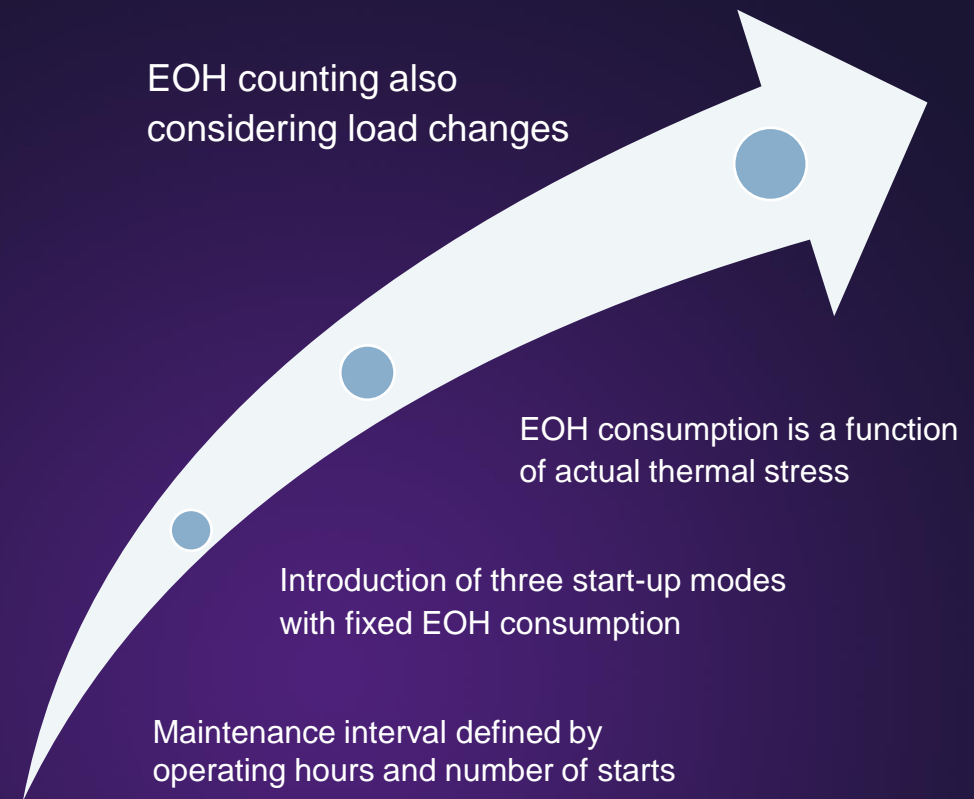 EOH counting also
considering load changes
EOH consumption is a function
of actual thermal stress
Introduction of three start-up modes
with fixed EOH consumption
Maintenance interval defined by
operating hours and number of starts